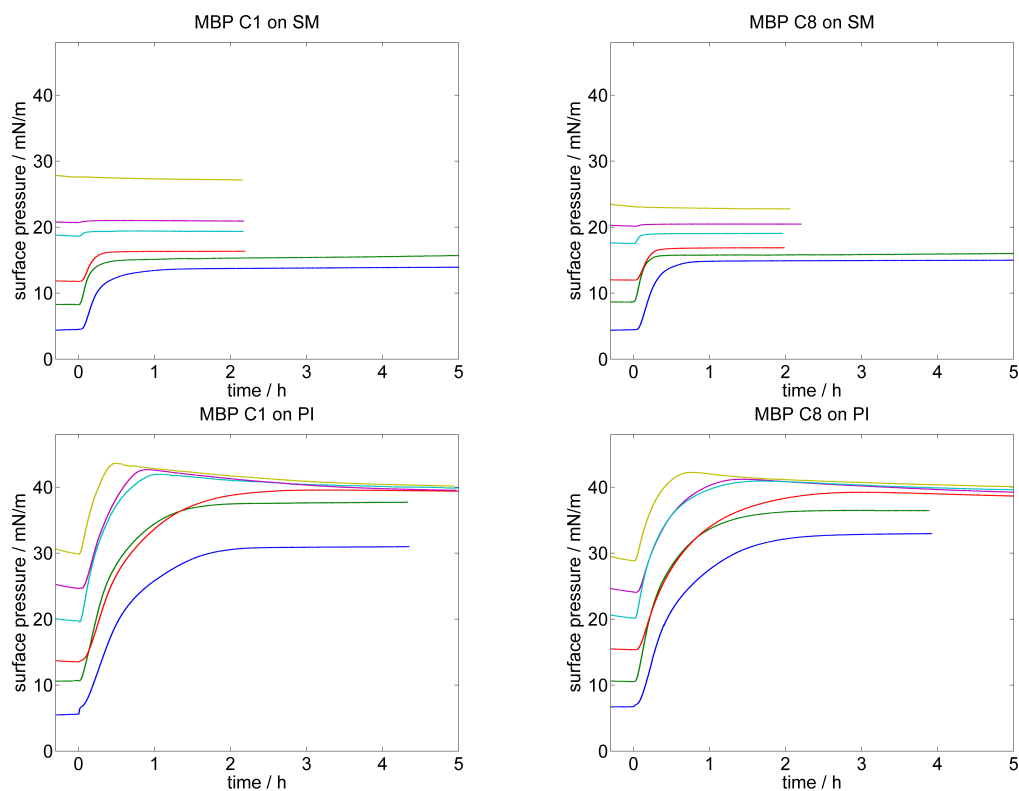 MBP C1 on SM
surface pressure / mN/m
40
30
20
10
0
0 1 2 3 4 5
time / h
MBP C8 on SM
surface pressure / mN/m
40
30
20
10
0
0 1 2 3 4 5
time / h
MBP C1 on PI
surface pressure / mN/m
40
30
20
10
0
0 1 2 3 4 5
time / h
MBP C8 on PI
surface pressure / mN/m
40
30
20
10
0
0 1 2 3 4 5
time / h